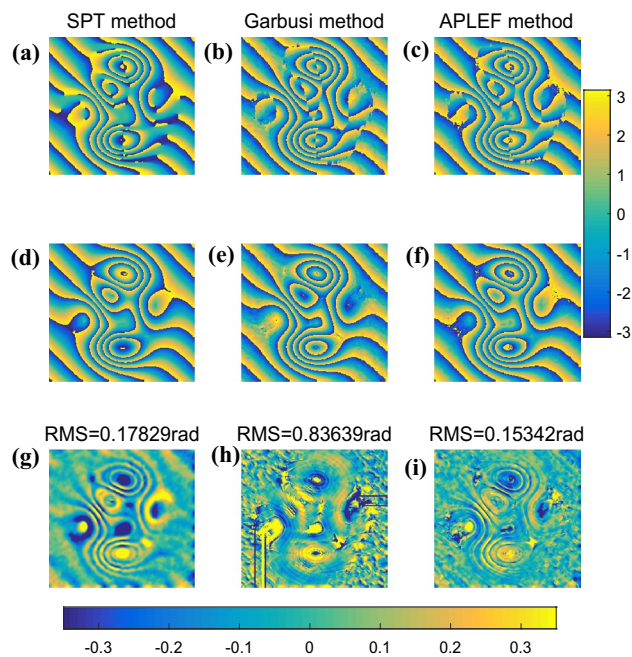 SPT method
Garbusi method
APLEF method
(a)
(b)
(c)
3
2
1
0
-1
-2
-3
(d)
(e)
(f)
RMS=0.17829rad
RMS=0.83639rad
RMS=0.15342rad
(g)
(h)
(i)
-0.3 -0.2 -0.1 0 0.1 0.2 0.3